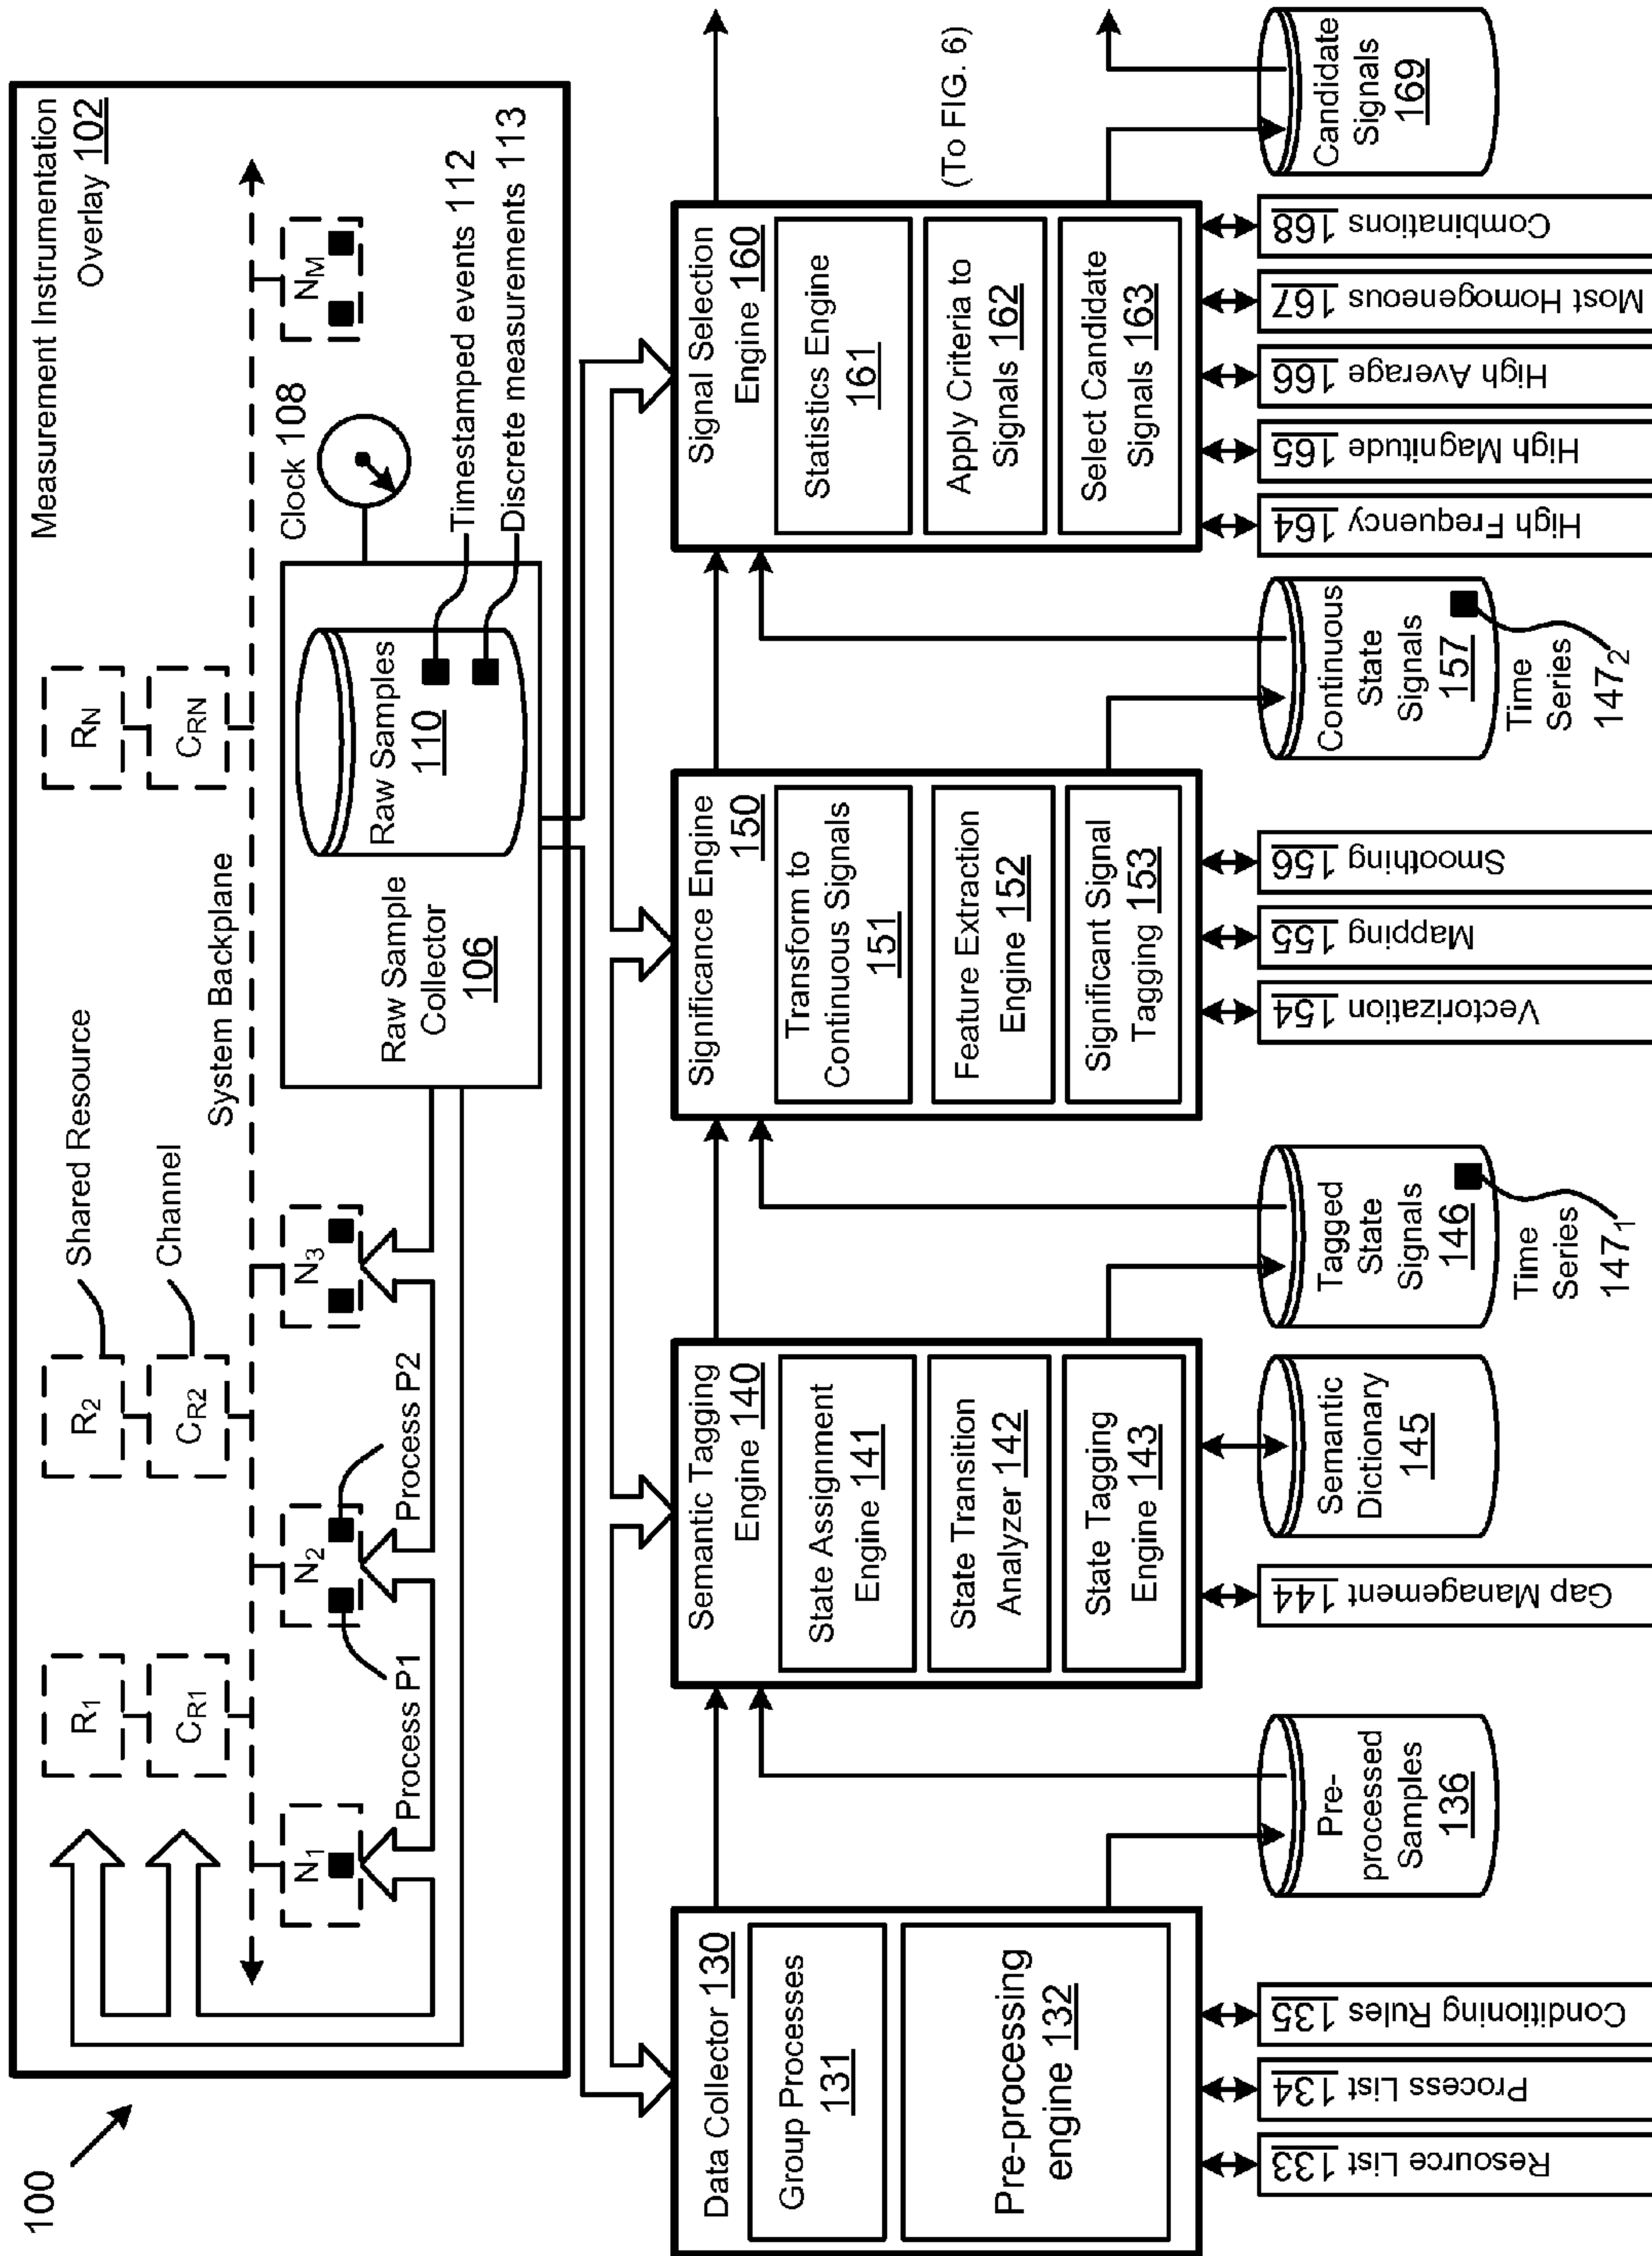 100
Measurement Instrumentation
Overlay 102
R1
CR1
R2
CR2
Shared Resource
Channel
RN
CRN
System Backplane
N1
N2
N3
NM
Process P1
Process P2
Raw Sample
Collector
106
Raw Samples
110
Clock 108
Timestamped events 112
Discrete measurements 113
Data Collector 130
Group Processes
131
Pre-processing
engine 132
Resource List 133
Process List 134
Conditioning Rules 135
Pre-
processed
Samples
136
Semantic Tagging
Engine 140
State Assignment
Engine 141
State Transition
Analyzer 142
State Tagging
Engine 143
Gap Management 144
Semantic
Dictionary
145
Tagged
State
Signals
146
Time
Series
1471
Significance Engine
150
Transform to
Continuous Signals
151
Feature Extraction
Engine 152
Significant Signal
Tagging 153
Vectorization 154
Mapping 155
Smoothing 156
Continuous
State
Signals
157
Time
Series
1472
Signal Selection
Engine 160
Statistics Engine
161
Apply Criteria to
Signals 162
Select Candidate
Signals 163
High Frequency 164
High Magnitude 165
High Average 166
Most Homogeneous 167
Combinations 168
(To FIG. 6)
Candidate
Signals
169